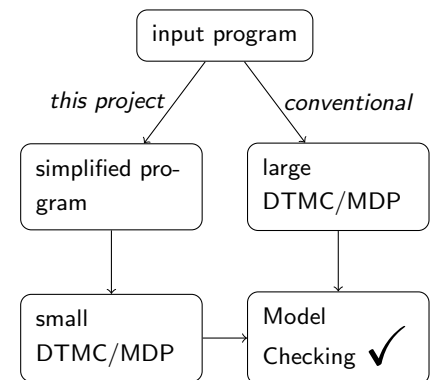 input program
this project
conventional
simplified pro-
gram
large
DTMC/MDP
small
DTMC/MDP
Model
Checking ✓